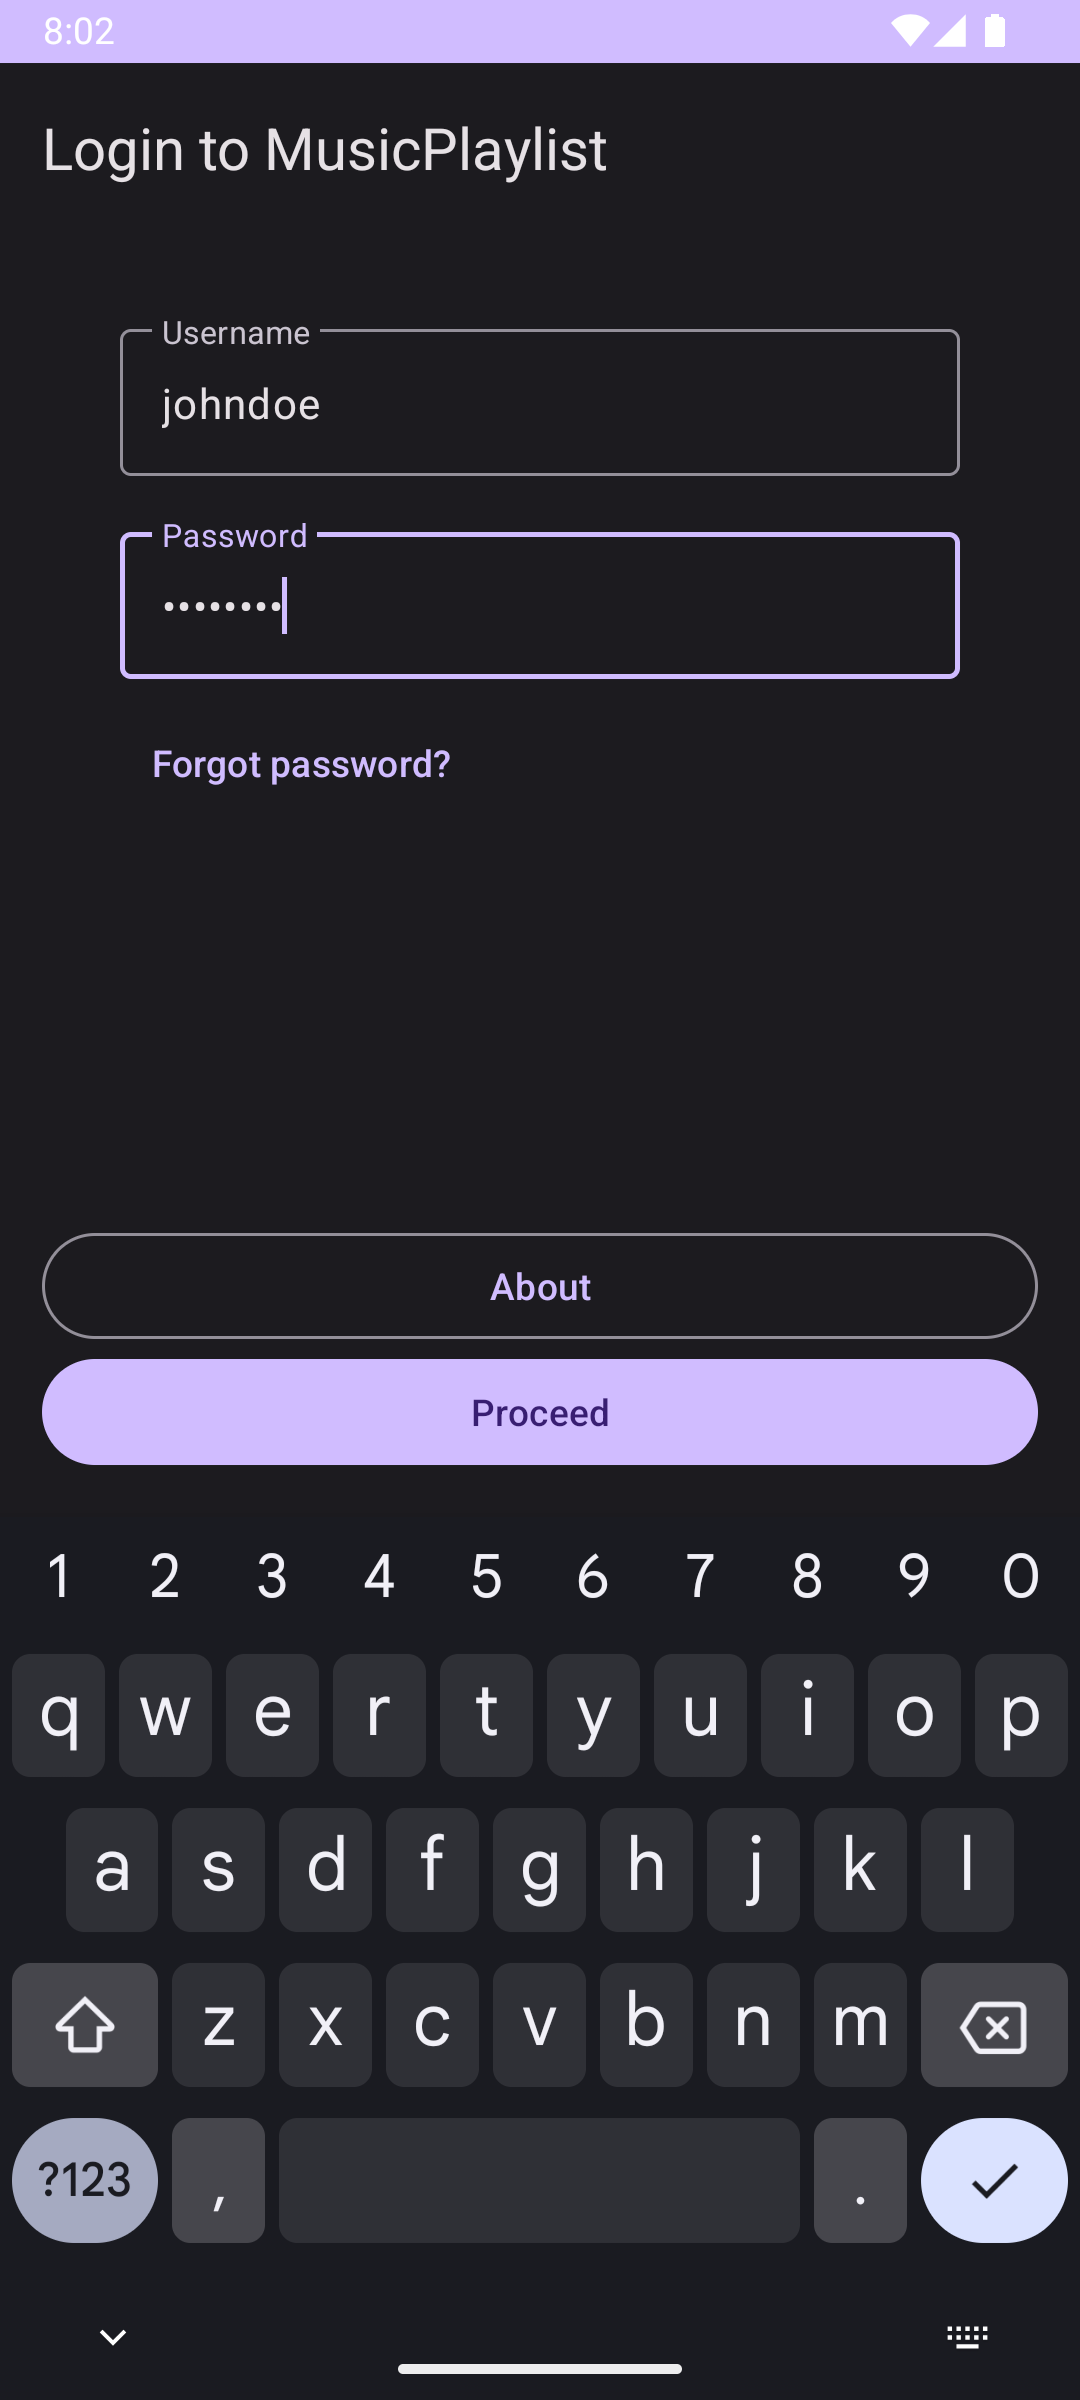 8:02
Login to MusicPlaylist
Username
johndoe
Password
••••••••
Forgot password?
About
Proceed
1 2 3 4 5 6 7 8 9 0
q w e r t y u i o p
a s d f g h j k l
z x c v b n m
?123 , .